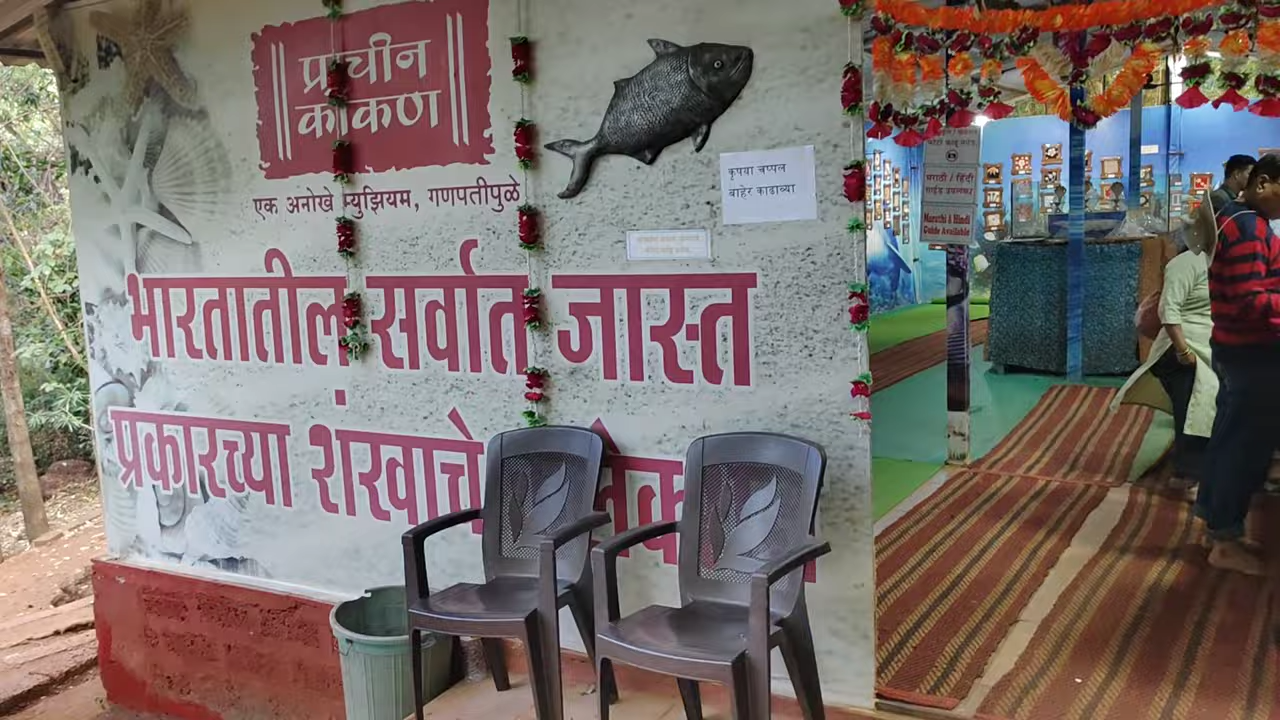 प्राचीन
कोकण
एक अनोखे म्युझियम, गणपतीपुळे
कृपया चप्पल
बाहेर काढाव्या
भारतातील सर्वात जास्त
प्रकारच्या शंखाचे
मराठी / हिंदी
गाईड उपलब्ध
Marathi & Hindi
Guide Available